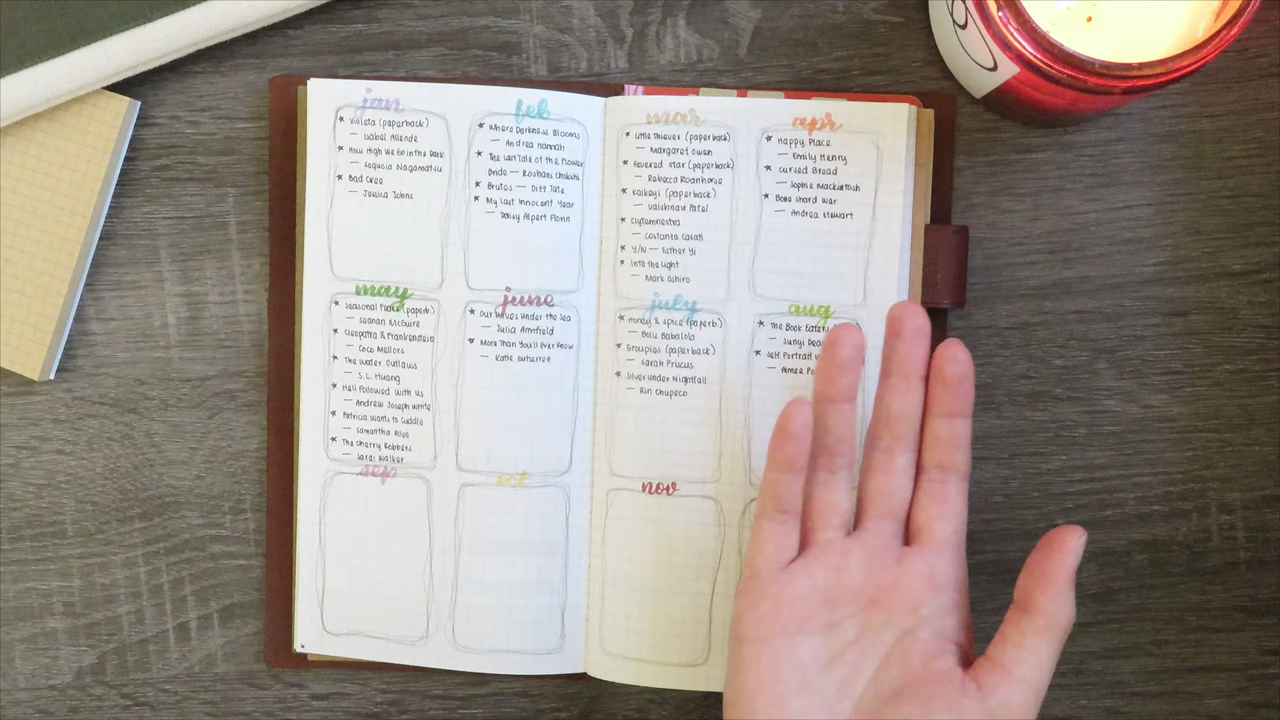 jan
★ Violeta (paperback)
— Isabel Allende
★ How High We Go in the Dark
— Sequoia Nagamatsu
★ Bad Cree
— Jessica Johns
feb
★ Where Darkness Blooms
— Andrea Hannah
★ The Last Tale of the Flower
Bride — Roshani Chokshi
★ Brutes — Dizz Tate
★ My Last Innocent Year
— Daisy Alpert Florin
mar
★ Little Thieves (paperback)
— Margaret Owen
★ Fevered Star (paperback)
— Rebecca Roanhorse
★ Kaikeyi (paperback)
— Vaishnavi Patel
★ Clytemnestra
— Costanza Casati
★ Y/N — Esther Yi
★ Into the Light
— Mark Oshiro
apr
★ Happy Place
— Emily Henry
★ Cursed Bread
— Sophie Mackintosh
★ Bone Shard War
— Andrea Stewart
may
★ Seasonal Fears (paperb.)
— Seanan McGuire
★ Cleopatra & Frankenstein
— Coco Mellors
★ The Water Outlaws
— S.L. Huang
★ Hell Followed With Us
— Andrew Joseph White
★ Patricia Wants to Cuddle
— Samantha Allen
★ The Cherry Robbers
— Sarai Walker
june
★ Our Wives Under the Sea
— Julia Armfield
★ More Than You'll Ever Know
— Katie Gutierrez
july
★ Honey & Spice (paperb.)
— Bolu Babalola
★ Groupies (paperback)
— Sarah Priscus
★ Silver Under Nightfall
— Rin Chupeco
aug
★ The Book Eaters
— Sunyi
★ Self Portrait
— Aimee
sep
oct
nov